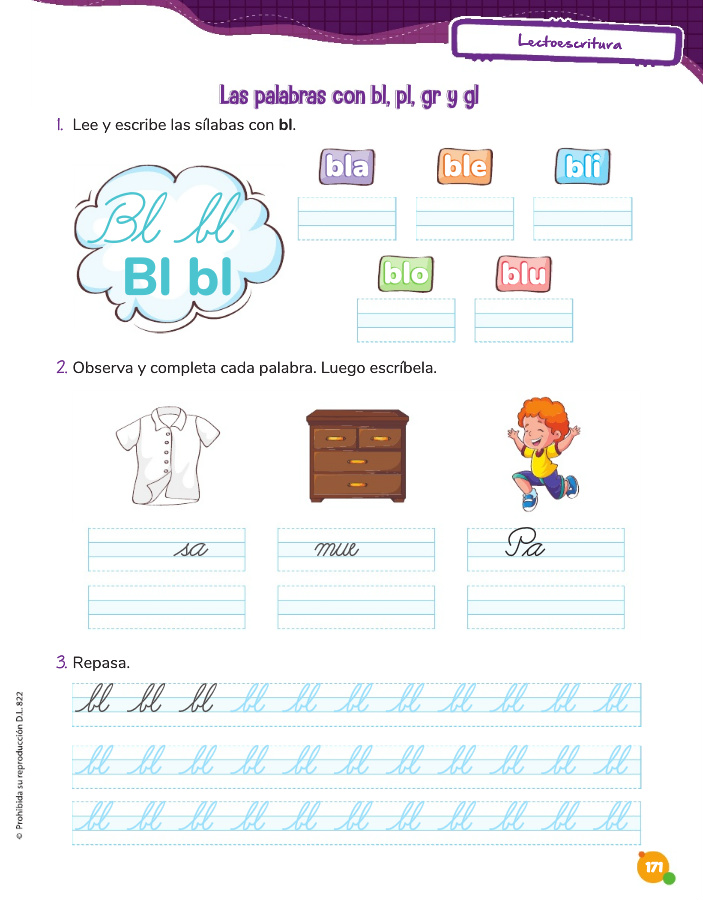 Lectoescritura
Las palabras con bl, pl, gr y gl
1. Lee y escribe las sílabas con bl.
bla ble bli
Bl bl
Bl bl
blo blu
2. Observa y completa cada palabra. Luego escríbela.
sa mue Pa
3. Repasa.
bl bl bl bl bl bl bl bl bl bl bl
bl bl bl bl bl bl bl bl bl bl bl
bl bl bl bl bl bl bl bl bl bl bl
© Prohibida su reproducción D.L. 822
171